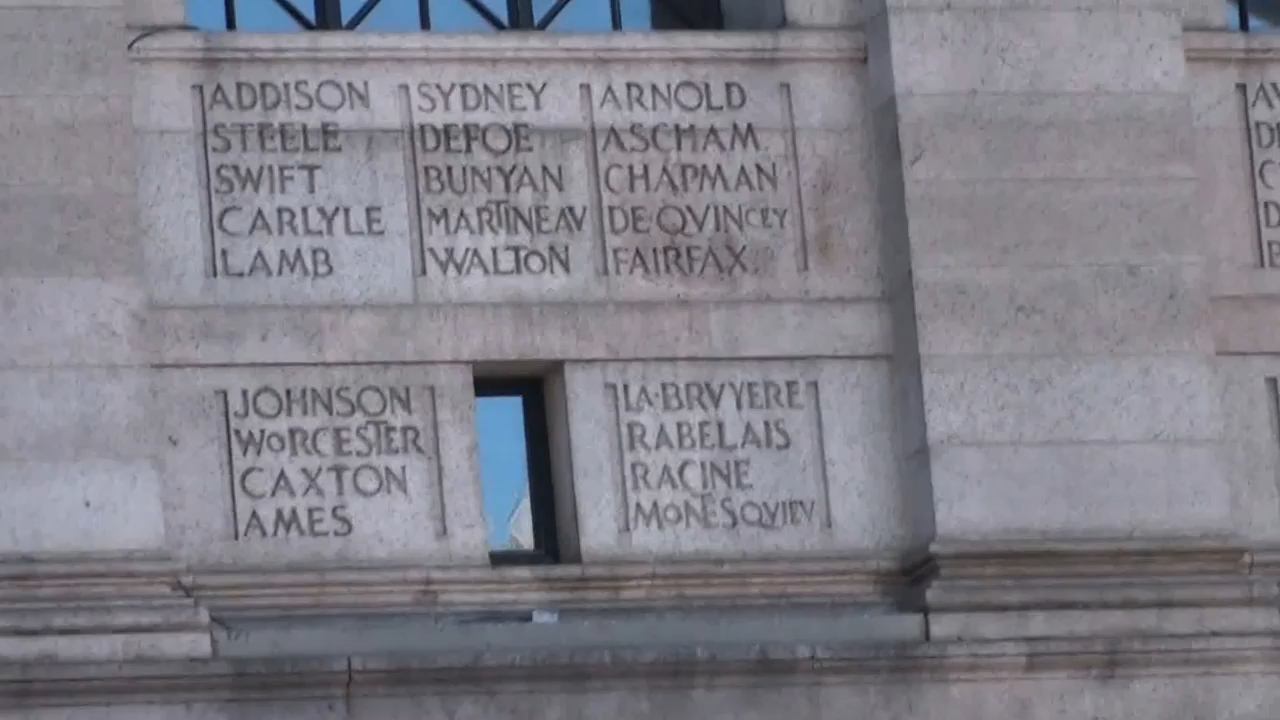 ADDISON
STEELE
SWIFT
CARLYLE
LAMB
SYDNEY
DEFOE
BUNYAN
MARTINEAV
WALTON
ARNOLD
ASCHAM
CHAPMAN
DE QVINCEY
FAIRFAX
JOHNSON
WORCESTER
CAXTON
AMES
LA·BRVYERE
RABELAIS
RACINE
MONESQVIEV